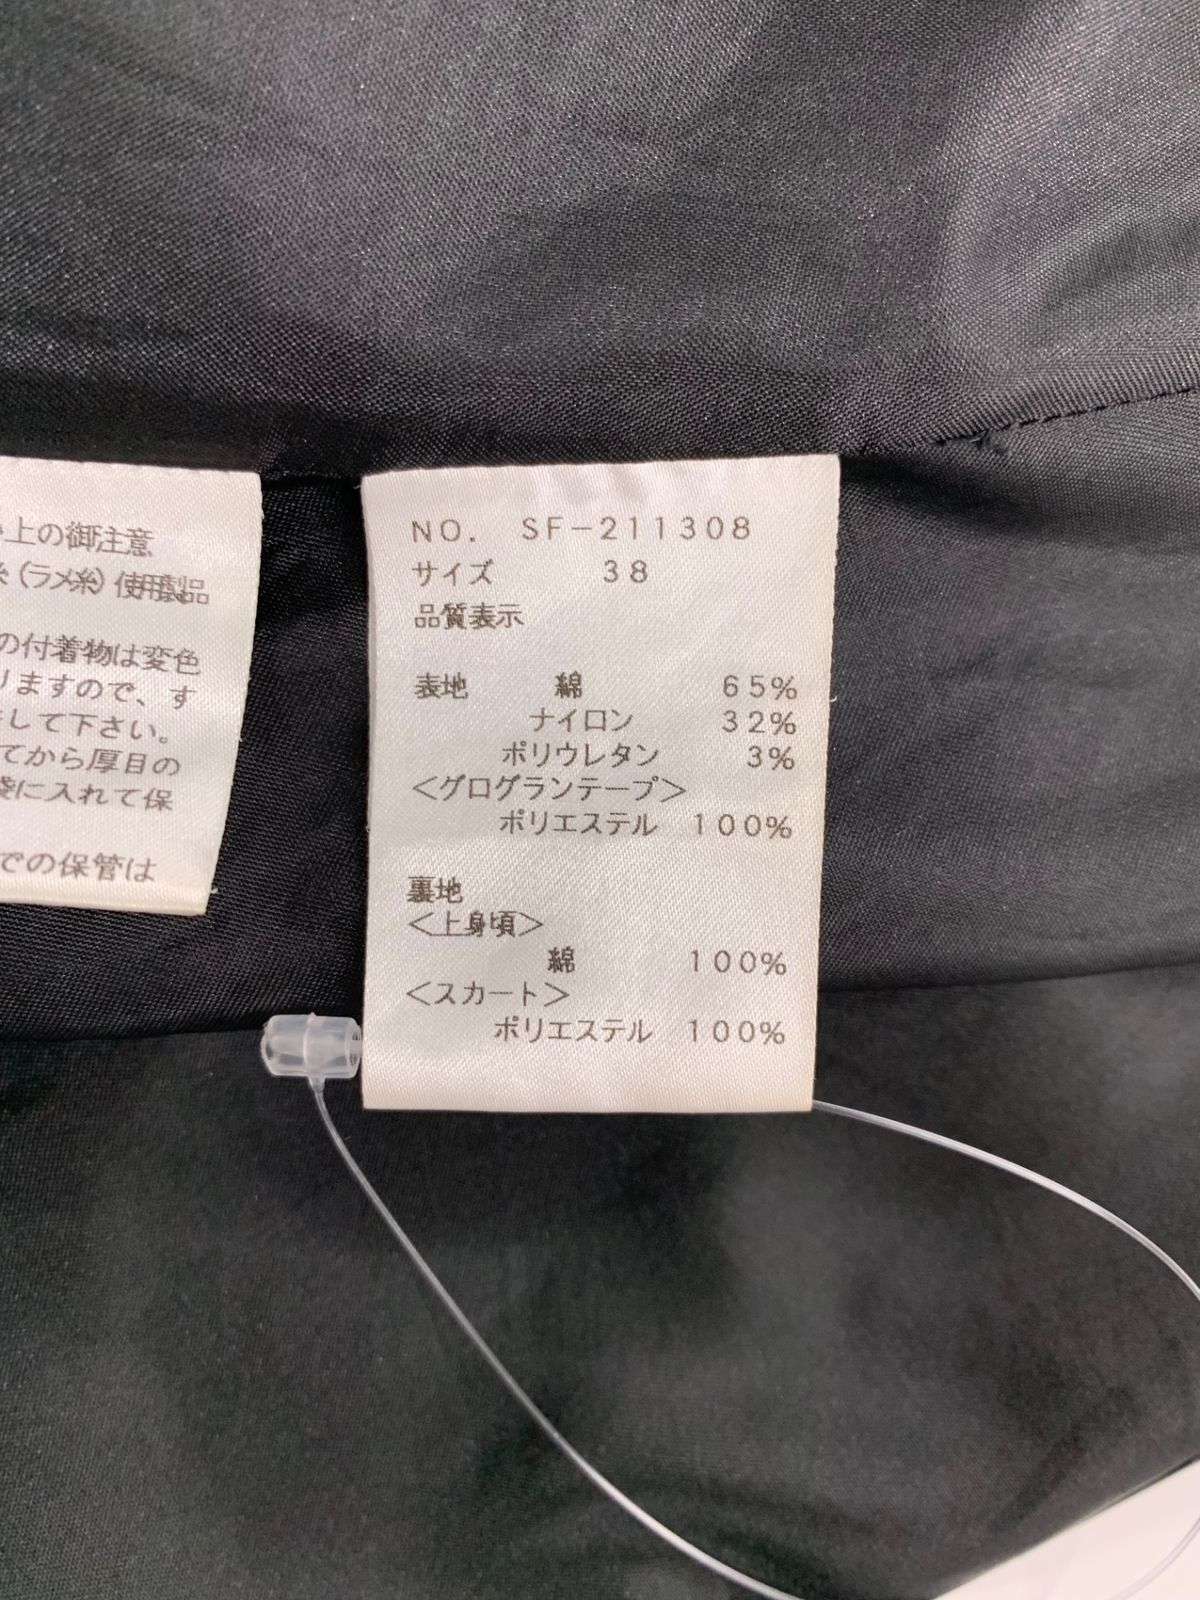 上の御注意
(ラメ糸)使用製品
の付着物は変色
りますので、す
して下さい。
てから厚目の
袋に入れて保
での保管は
NO. SF-211308
サイズ 38
品質表示
表地 綿 65%
ナイロン 32%
ポリウレタン 3%
<グログランテープ>
ポリエステル 100%
裏地
<上身頃>
綿 100%
<スカート>
ポリエステル 100%